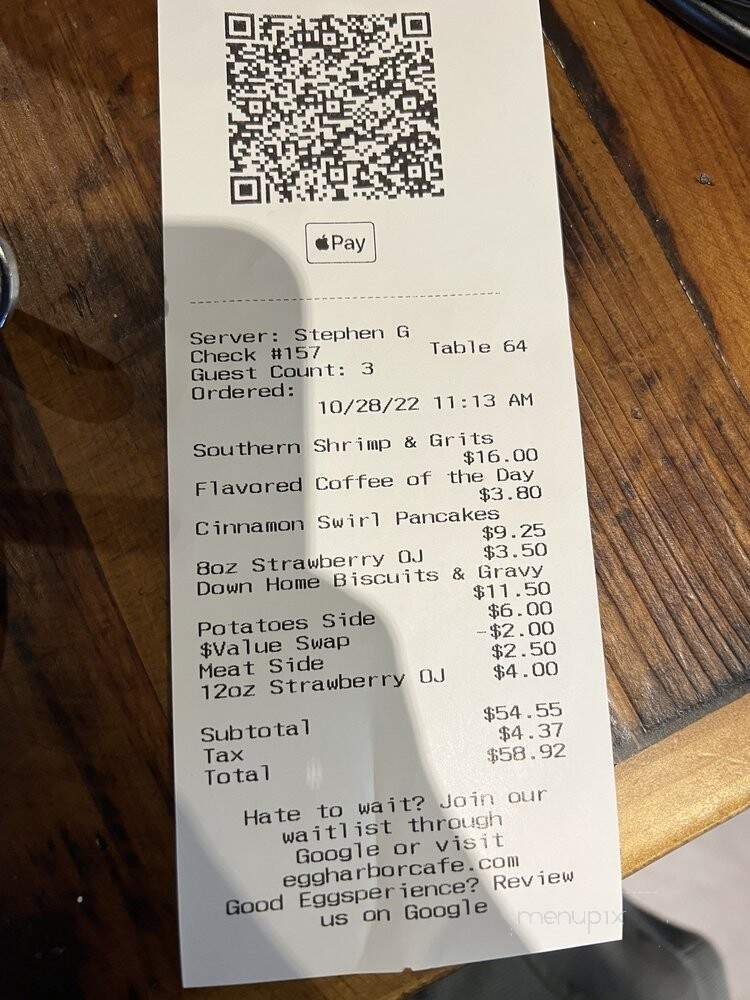 Pay
Server: Stephen G
Check #157 Table 64
Guest Count: 3
Ordered:
10/28/22 11:13 AM
Southern Shrimp & Grits
$16.00
Flavored Coffee of the Day
$3.80
Cinnamon Swirl Pancakes
$9.25
8oz Strawberry OJ $3.50
Down Home Biscuits & Gravy
$11.50
Potatoes Side $6.00
$Value Swap -$2.00
Meat Side $2.50
12oz Strawberry OJ $4.00
Subtotal $54.55
Tax $4.37
Total $58.92
Hate to wait? Join our
waitlist through
Google or visit
eggharborcafe.com
Good Eggsperience? Review
us on Google
menupix